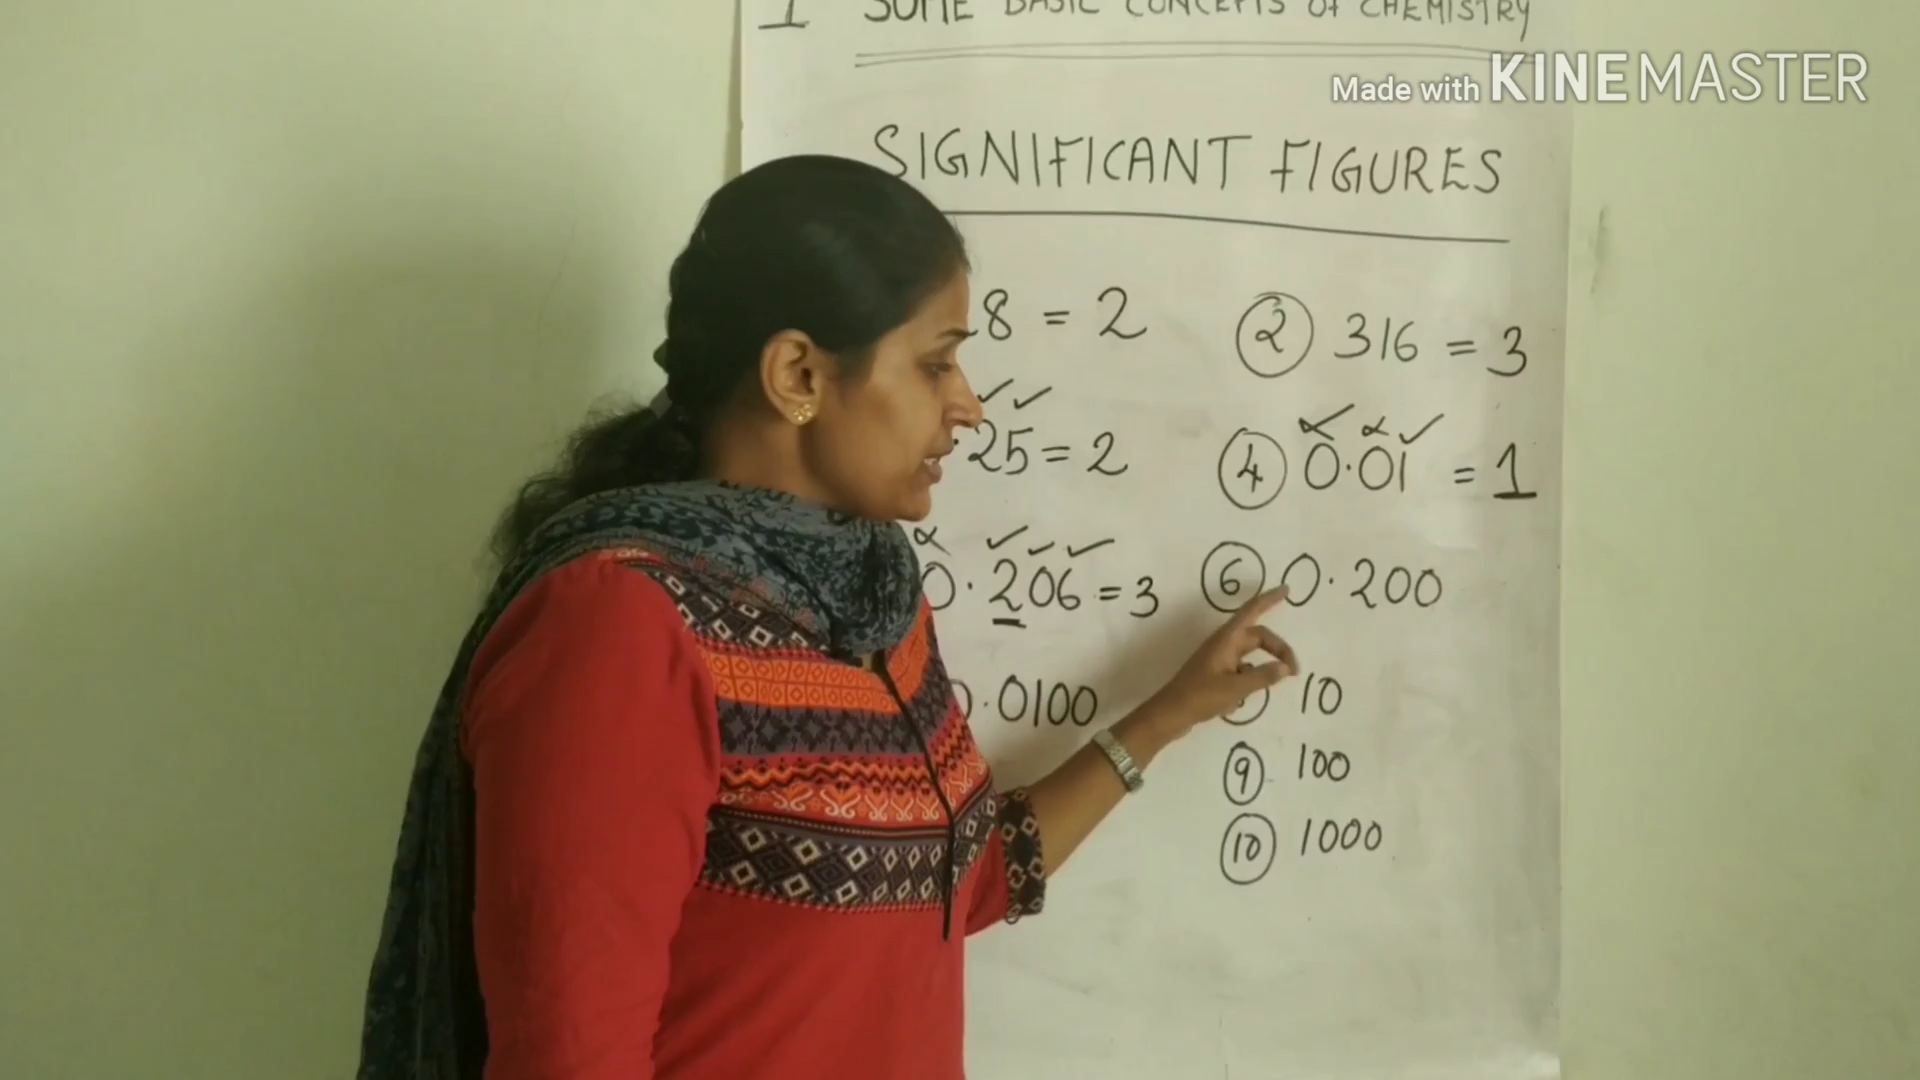 1 SOME BASIC CONCEPTS OF CHEMISTRY
Made with KINEMASTER
SIGNIFICANT FIGURES
8 = 2
② 316 = 3
.25 = 2
④ 0.01 = 1
0.206 = 3
⑥ 0.200
.0100
10
⑨ 100
⑩ 1000